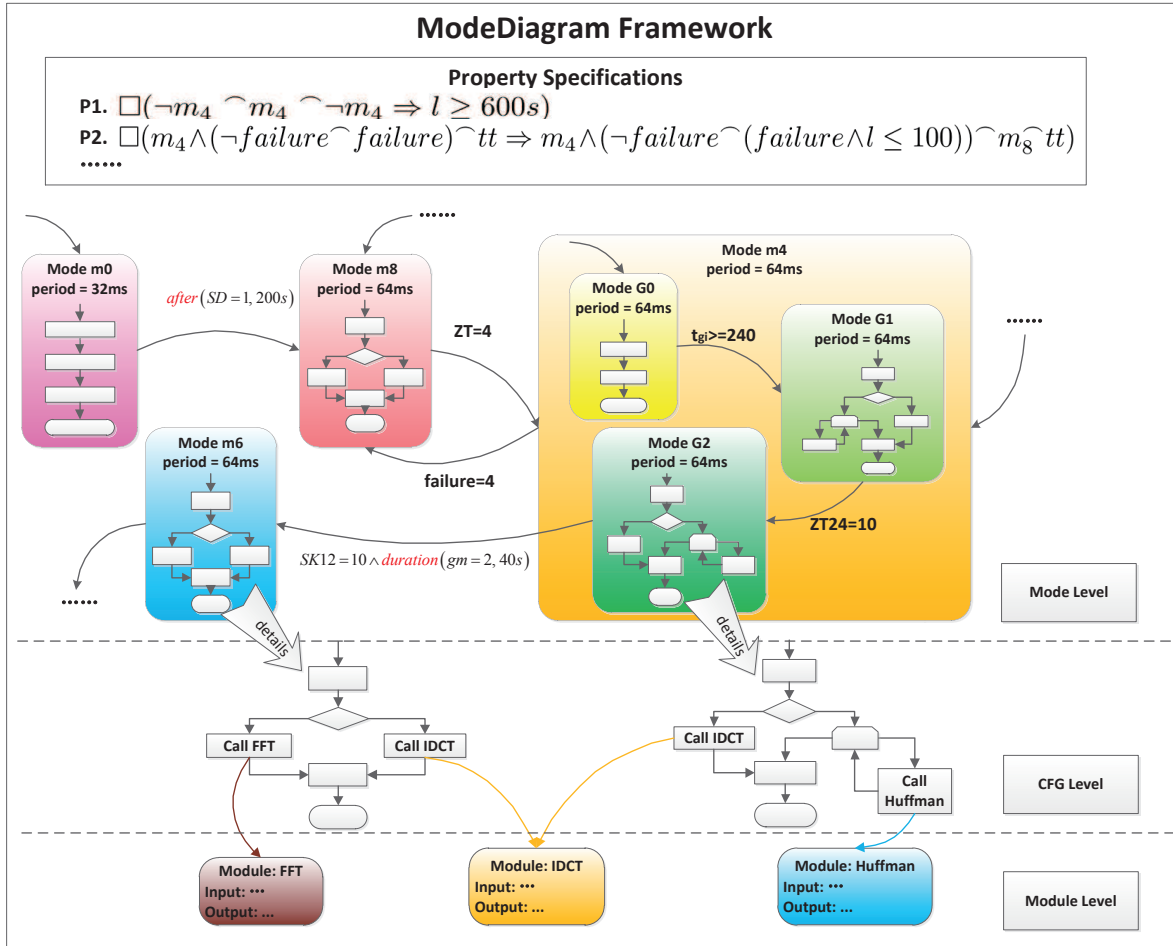 ModeDiagram Framework
Property Specifications
P1. □(¬m₄ ⌢ m₄ ⌢ ¬m₄ ⇒ l ≥ 600s)
P2. □(m₄∧(¬failure⌢failure)⌢tt ⇒ m₄∧(¬failure⌢(failure∧l ≤ 100))⌢m₈⌢tt)
••••••
••••••
Mode m0
period = 32ms
after(SD = 1, 200s)
Mode m8
period = 64ms
ZT=4
Mode m4
period = 64ms
Mode G0
period = 64ms
t_gi>=240
Mode G1
period = 64ms
••••••
failure=4
Mode m6
period = 64ms
Mode G2
period = 64ms
ZT24=10
SK12 = 10 ∧ duration(gm = 2, 40s)
••••••
Mode Level
details
details
Call FFT
Call IDCT
Call IDCT
Call
Huffman
CFG Level
Module: FFT
Input: •••
Output: ...
Module: IDCT
Input: •••
Output: ...
Module: Huffman
Input: •••
Output: ...
Module Level